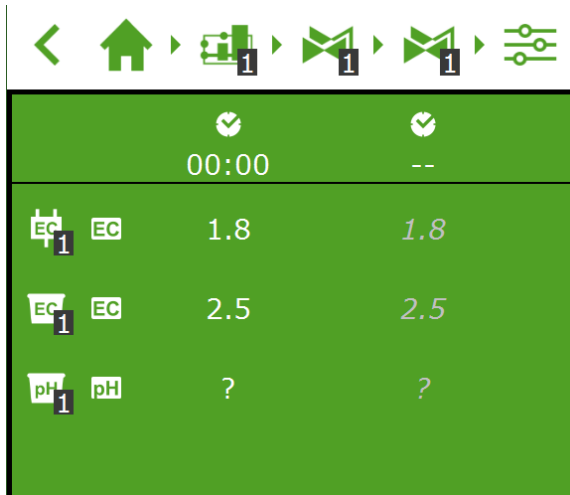 1 1 1
00:00 --
EC 1 EC 1.8 1.8
EC 1 EC 2.5 2.5
pH 1 pH ? ?